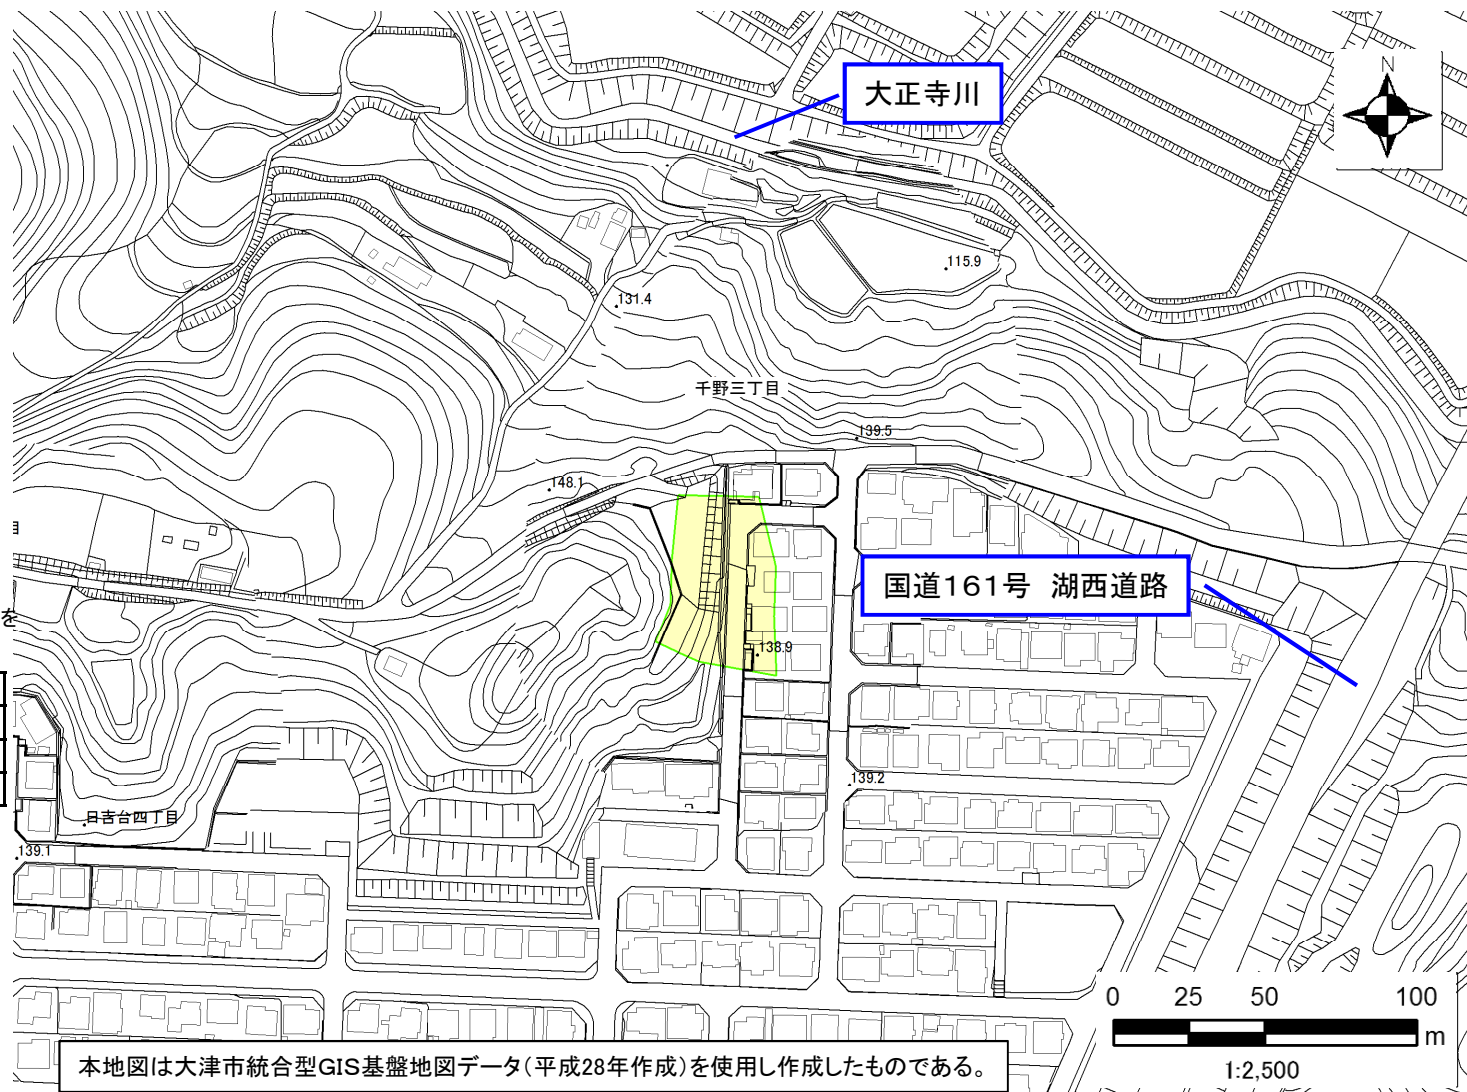 大正寺川
N
115.9
131.4
千野三丁目
139.5
148.1
目
国道161号 湖西道路
を
138.9
139.2
日吉台四丁目
139.1
0 25 50 100
m
1:2,500
本地図は大津市統合型GIS基盤地図データ（平成28年作成）を使用し作成したものである。